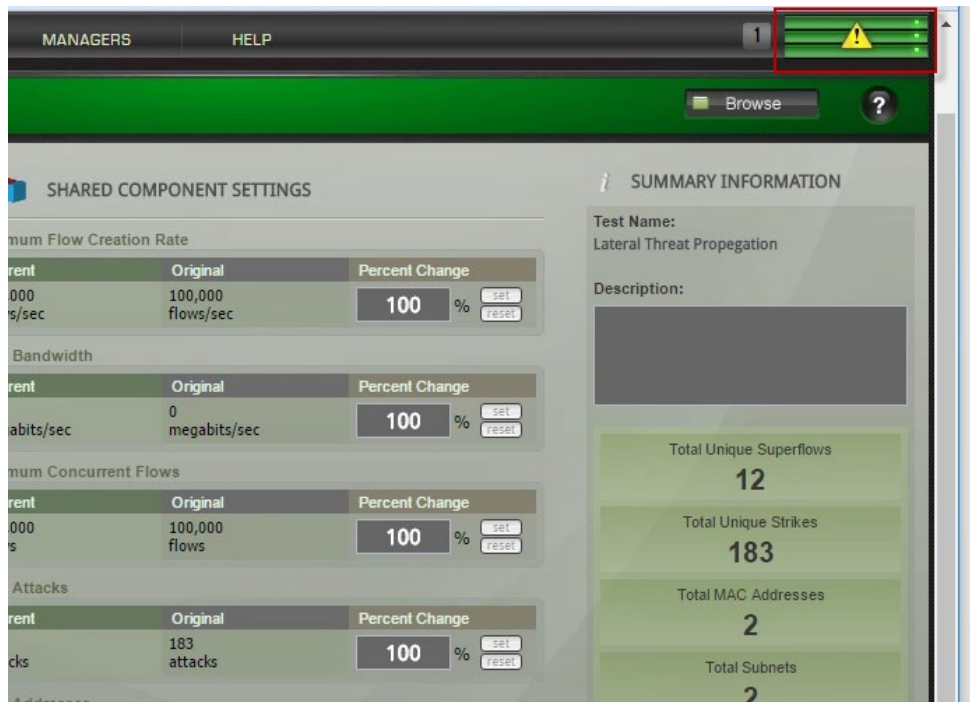 MANAGERS HELP 1
Browse ?
SHARED COMPONENT SETTINGS
i SUMMARY INFORMATION
Test Name:
Lateral Threat Propegation
Description:
mum Flow Creation Rate
rent Original Percent Change
000 100,000
s/sec flows/sec
100 % set
reset
Bandwidth
rent Original Percent Change
0
abits/sec megabits/sec
100 % set
reset
mum Concurrent Flows
rent Original Percent Change
000 100,000
s flows
100 % set
reset
Attacks
rent Original Percent Change
183
cks attacks
100 % set
reset
Total Unique Superflows
12
Total Unique Strikes
183
Total MAC Addresses
2
Total Subnets
2